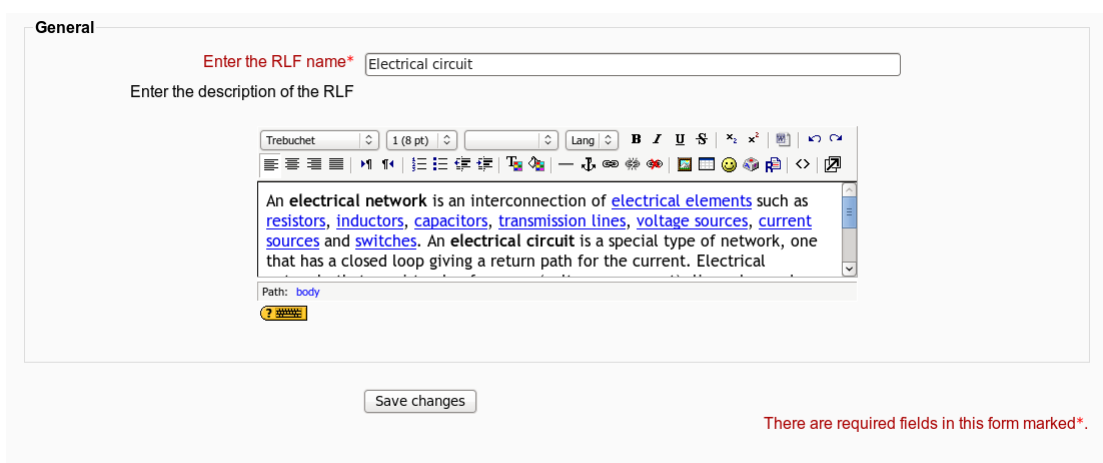 General
Enter the RLF name* Electrical circuit
Enter the description of the RLF
Trebuchet 1 (8 pt) Lang B I U S x2 x2
An electrical network is an interconnection of electrical elements such as
resistors, inductors, capacitors, transmission lines, voltage sources, current
sources and switches. An electrical circuit is a special type of network, one
that has a closed loop giving a return path for the current. Electrical
Path: body
?
Save changes
There are required fields in this form marked*.